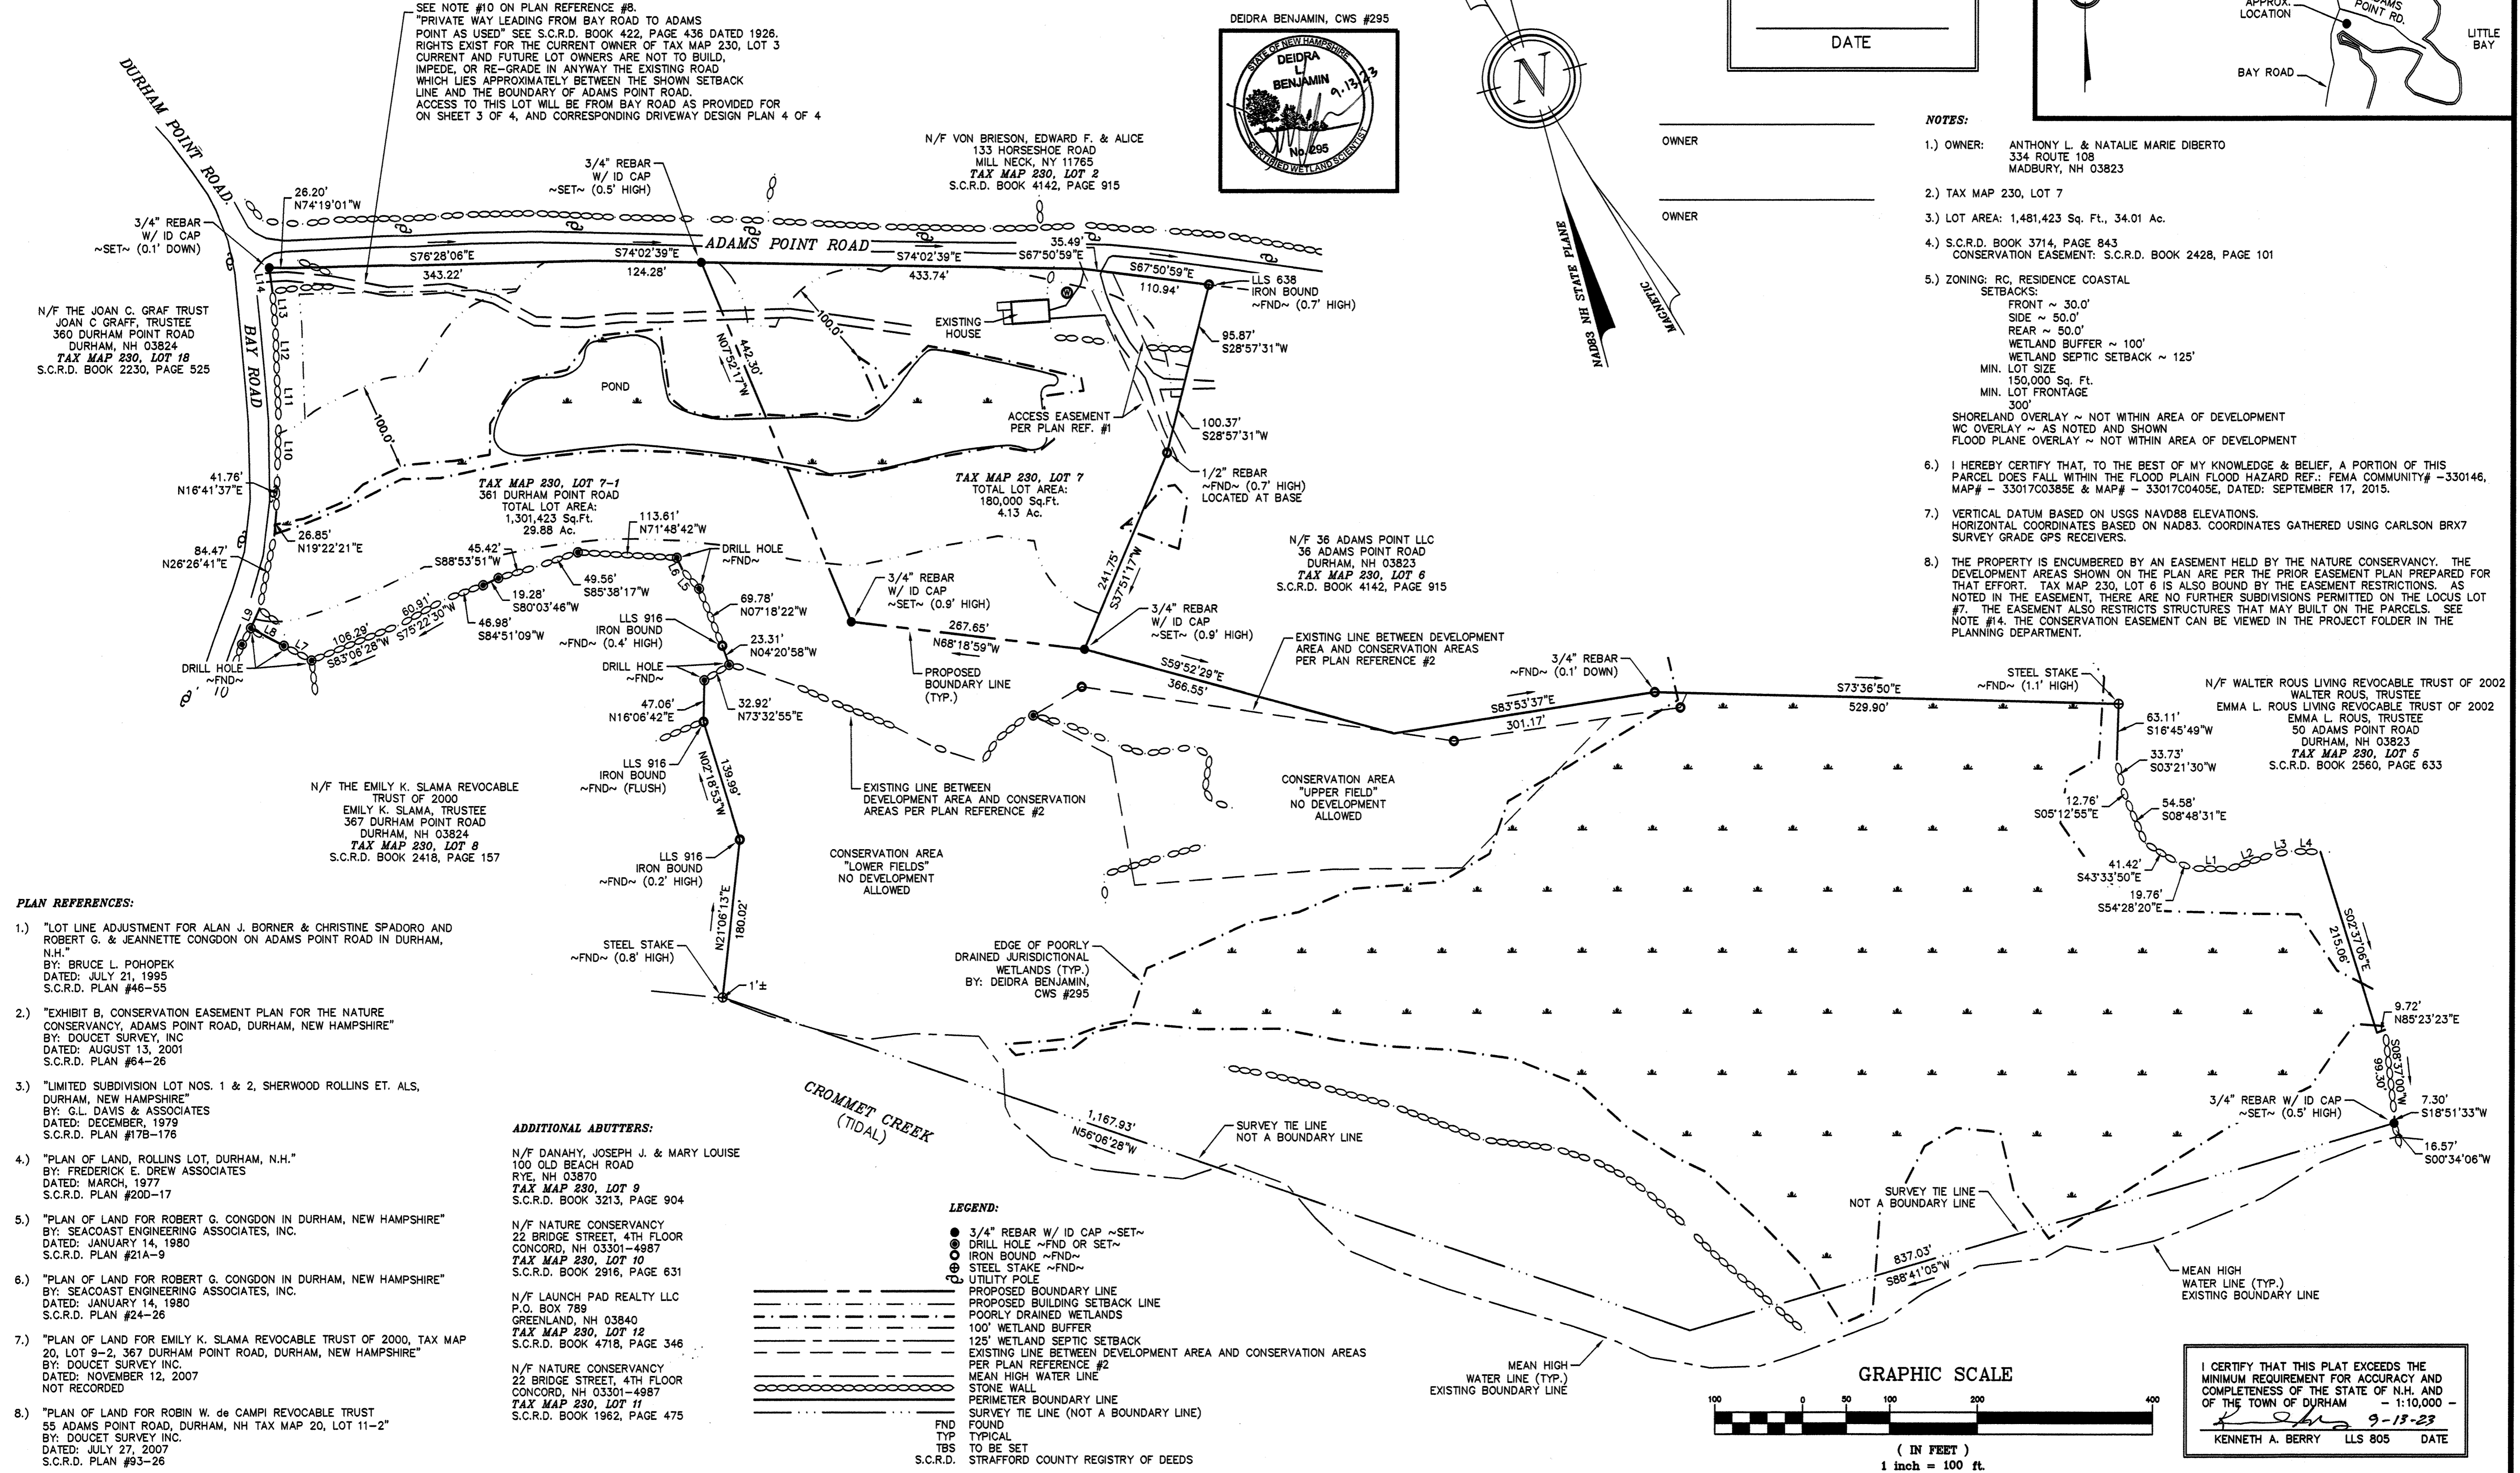 SEE NOTE #10 ON PLAN REFERENCE #8.
"PRIVATE WAY LEADING FROM BAY ROAD TO ADAMS
POINT AS USED" SEE S.C.R.D. BOOK 422, PAGE 436 DATED 1926.
RIGHTS EXIST FOR THE CURRENT OWNER OF TAX MAP 230, LOT 3
CURRENT AND FUTURE LOT OWNERS ARE NOT TO BUILD,
IMPEDE, OR RE-GRADE IN ANYWAY THE EXISTING ROAD
WHICH LIES APPROXIMATELY BETWEEN THE SHOWN SETBACK
LINE AND THE BOUNDARY OF ADAMS POINT ROAD.
ACCESS TO THIS LOT WILL BE FROM BAY ROAD AS PROVIDED FOR
ON SHEET 3 OF 4, AND CORRESPONDING DRIVEWAY DESIGN PLAN 4 OF 4
DEIDRA BENJAMIN, CWS #295
STATE OF NEW HAMPSHIRE
DEIDRA
L.
BENJAMIN
9.13.23
No. 295
CERTIFIED WETLAND SCIENTIST
N
NAD83 NH STATE PLANE
MAGNETIC
DATE
OWNER
OWNER
APPROX.
LOCATION
POINT RD.
LITTLE
BAY
BAY ROAD
DURHAM POINT ROAD
N/F VON BRIESON, EDWARD F. & ALICE
133 HORSESHOE ROAD
MILL NECK, NY 11765
TAX MAP 230, LOT 2
S.C.R.D. BOOK 4142, PAGE 915
3/4" REBAR
W/ ID CAP
~SET~ (0.5' HIGH)
26.20'
N74°19'01"W
3/4" REBAR
W/ ID CAP
~SET~ (0.1' DOWN)
ADAMS POINT ROAD
S76°28'06"E
343.22'
S74°02'39"E
124.28'
S74°02'39"E
433.74'
35.49'
S67°50'59"E
S67°50'59"E
110.94'
LLS 638
IRON BOUND
~FND~ (0.7' HIGH)
95.87'
S28°57'31"W
100.37'
S28°57'31"W
N/F THE JOAN C. GRAF TRUST
JOAN C GRAFF, TRUSTEE
360 DURHAM POINT ROAD
DURHAM, NH 03824
TAX MAP 230, LOT 18
S.C.R.D. BOOK 2230, PAGE 525
BAY ROAD
L14
L13
L12
L11
L10
EXISTING
HOUSE
W
100.0'
100.0'
442.30'
N07°52'17"W
POND
ACCESS EASEMENT
PER PLAN REF. #1
1/2" REBAR
~FND~ (0.7' HIGH)
LOCATED AT BASE
41.76'
N16°41'37"E
26.85'
N19°22'21"E
84.47'
N26°26'41"E
TAX MAP 230, LOT 7-1
361 DURHAM POINT ROAD
TOTAL LOT AREA:
1,301,423 Sq.Ft.
29.88 Ac.
TAX MAP 230, LOT 7
TOTAL LOT AREA:
180,000 Sq.Ft.
4.13 Ac.
113.61'
N71°48'42"W
45.42'
S88°53'51"W
DRILL HOLE
~FND~
49.56'
S85°38'17"W
19.28'
S80°03'46"W
46.98'
S84°51'09"W
60.91'
S75°22'30"W
106.29'
S83°06'28"W
L6
L5
L9
L8
L7
DRILL HOLE
~FND~
69.78'
N07°18'22"W
LLS 916
IRON BOUND
~FND~ (0.4' HIGH)
23.31'
N04°20'58"W
DRILL HOLE
~FND~
47.06'
N16°06'42"E
32.92'
N73°32'55"E
LLS 916
IRON BOUND
~FND~ (FLUSH)
139.99'
N02°18'53"W
LLS 916
IRON BOUND
~FND~ (0.2' HIGH)
N21°06'13"E
180.02'
STEEL STAKE
~FND~ (0.8' HIGH)
1'±
3/4" REBAR
W/ ID CAP
~SET~ (0.9' HIGH)
267.65'
N68°18'59"W
PROPOSED
BOUNDARY LINE
(TYP.)
241.75'
S37°51'17"W
3/4" REBAR
W/ ID CAP
~SET~ (0.9' HIGH)
N/F 36 ADAMS POINT LLC
36 ADAMS POINT ROAD
DURHAM, NH 03823
TAX MAP 230, LOT 6
S.C.R.D. BOOK 4142, PAGE 915
EXISTING LINE BETWEEN DEVELOPMENT
AREA AND CONSERVATION AREAS
PER PLAN REFERENCE #2
S59°52'29"E
366.55'
3/4" REBAR
~FND~ (0.1' DOWN)
S83°53'37"E
301.17'
S73°36'50"E
529.90'
STEEL STAKE
~FND~ (1.1' HIGH)
N/F WALTER ROUS LIVING REVOCABLE TRUST OF 2002
WALTER ROUS, TRUSTEE
EMMA L. ROUS LIVING REVOCABLE TRUST OF 2002
EMMA L. ROUS, TRUSTEE
50 ADAMS POINT ROAD
DURHAM, NH 03823
TAX MAP 230, LOT 5
S.C.R.D. BOOK 2560, PAGE 633
63.11'
S16°45'49"W
33.73'
S03°21'30"W
12.76'
S05°12'55"E
54.58'
S08°48'31"E
41.42'
S43°33'50"E
19.76'
S54°28'20"E
L1
L2
L3
L4
S02°37'06"E
215.06'
9.72'
N85°23'23"E
S08°37'00"W
99.30'
3/4" REBAR W/ ID CAP
~SET~ (0.5' HIGH)
7.30'
S18°51'33"W
16.57'
S00°34'06"W
N/F THE EMILY K. SLAMA REVOCABLE
TRUST OF 2000
EMILY K. SLAMA, TRUSTEE
367 DURHAM POINT ROAD
DURHAM, NH 03824
TAX MAP 230, LOT 8
S.C.R.D. BOOK 2418, PAGE 157
EXISTING LINE BETWEEN
DEVELOPMENT AREA AND CONSERVATION
AREAS PER PLAN REFERENCE #2
CONSERVATION AREA
"UPPER FIELD"
NO DEVELOPMENT
ALLOWED
CONSERVATION AREA
"LOWER FIELDS"
NO DEVELOPMENT
ALLOWED
EDGE OF POORLY
DRAINED JURISDICTIONAL
WETLANDS (TYP.)
BY: DEIDRA BENJAMIN,
CWS #295
CROMMET CREEK
(TIDAL)
1,167.93'
N56°06'28"W
SURVEY TIE LINE
NOT A BOUNDARY LINE
SURVEY TIE LINE
NOT A BOUNDARY LINE
837.03'
S88°41'05"W
MEAN HIGH
WATER LINE (TYP.)
EXISTING BOUNDARY LINE
MEAN HIGH
WATER LINE (TYP.)
EXISTING BOUNDARY LINE
NOTES:
1.) OWNER: ANTHONY L. & NATALIE MARIE DIBERTO
334 ROUTE 108
MADBURY, NH 03823
2.) TAX MAP 230, LOT 7
3.) LOT AREA: 1,481,423 Sq. Ft., 34.01 Ac.
4.) S.C.R.D. BOOK 3714, PAGE 843
CONSERVATION EASEMENT: S.C.R.D. BOOK 2428, PAGE 101
5.) ZONING: RC, RESIDENCE COASTAL
SETBACKS:
FRONT ~ 30.0'
SIDE ~ 50.0'
REAR ~ 50.0'
WETLAND BUFFER ~ 100'
WETLAND SEPTIC SETBACK ~ 125'
MIN. LOT SIZE
150,000 Sq. Ft.
MIN. LOT FRONTAGE
300'
SHORELAND OVERLAY ~ NOT WITHIN AREA OF DEVELOPMENT
WC OVERLAY ~ AS NOTED AND SHOWN
FLOOD PLANE OVERLAY ~ NOT WITHIN AREA OF DEVELOPMENT
6.) I HEREBY CERTIFY THAT, TO THE BEST OF MY KNOWLEDGE & BELIEF, A PORTION OF THIS
PARCEL DOES FALL WITHIN THE FLOOD PLAIN FLOOD HAZARD REF.: FEMA COMMUNITY# -330146,
MAP# - 33017C0385E & MAP# - 33017C0405E, DATED: SEPTEMBER 17, 2015.
7.) VERTICAL DATUM BASED ON USGS NAVD88 ELEVATIONS.
HORIZONTAL COORDINATES BASED ON NAD83. COORDINATES GATHERED USING CARLSON BRX7
SURVEY GRADE GPS RECEIVERS.
8.) THE PROPERTY IS ENCUMBERED BY AN EASEMENT HELD BY THE NATURE CONSERVANCY. THE
DEVELOPMENT AREAS SHOWN ON THE PLAN ARE PER THE PRIOR EASEMENT PLAN PREPARED FOR
THAT EFFORT. TAX MAP 230, LOT 6 IS ALSO BOUND BY THE EASEMENT RESTRICTIONS. AS
NOTED IN THE EASEMENT, THERE ARE NO FURTHER SUBDIVISIONS PERMITTED ON THE LOCUS LOT
#7. THE EASEMENT ALSO RESTRICTS STRUCTURES THAT MAY BUILT ON THE PARCELS. SEE
NOTE #14. THE CONSERVATION EASEMENT CAN BE VIEWED IN THE PROJECT FOLDER IN THE
PLANNING DEPARTMENT.
PLAN REFERENCES:
1.) "LOT LINE ADJUSTMENT FOR ALAN J. BORNER & CHRISTINE SPADORO AND
ROBERT G. & JEANNETTE CONGDON ON ADAMS POINT ROAD IN DURHAM,
N.H."
BY: BRUCE L. POHOPEK
DATED: JULY 21, 1995
S.C.R.D. PLAN #46-55
2.) "EXHIBIT B, CONSERVATION EASEMENT PLAN FOR THE NATURE
CONSERVANCY, ADAMS POINT ROAD, DURHAM, NEW HAMPSHIRE"
BY: DOUCET SURVEY, INC
DATED: AUGUST 13, 2001
S.C.R.D. PLAN #64-26
3.) "LIMITED SUBDIVISION LOT NOS. 1 & 2, SHERWOOD ROLLINS ET. ALS,
DURHAM, NEW HAMPSHIRE"
BY: G.L. DAVIS & ASSOCIATES
DATED: DECEMBER, 1979
S.C.R.D. PLAN #17B-176
4.) "PLAN OF LAND, ROLLINS LOT, DURHAM, N.H."
BY: FREDERICK E. DREW ASSOCIATES
DATED: MARCH, 1977
S.C.R.D. PLAN #20D-17
5.) "PLAN OF LAND FOR ROBERT G. CONGDON IN DURHAM, NEW HAMPSHIRE"
BY: SEACOAST ENGINEERING ASSOCIATES, INC.
DATED: JANUARY 14, 1980
S.C.R.D. PLAN #21A-9
6.) "PLAN OF LAND FOR ROBERT G. CONGDON IN DURHAM, NEW HAMPSHIRE"
BY: SEACOAST ENGINEERING ASSOCIATES, INC.
DATED: JANUARY 14, 1980
S.C.R.D. PLAN #24-26
7.) "PLAN OF LAND FOR EMILY K. SLAMA REVOCABLE TRUST OF 2000, TAX MAP
20, LOT 9-2, 367 DURHAM POINT ROAD, DURHAM, NEW HAMPSHIRE"
BY: DOUCET SURVEY INC.
DATED: NOVEMBER 12, 2007
NOT RECORDED
8.) "PLAN OF LAND FOR ROBIN W. de CAMPI REVOCABLE TRUST
55 ADAMS POINT ROAD, DURHAM, NH TAX MAP 20, LOT 11-2"
BY: DOUCET SURVEY INC.
DATED: JULY 27, 2007
S.C.R.D. PLAN #93-26
ADDITIONAL ABUTTERS:
N/F DANAHY, JOSEPH J. & MARY LOUISE
100 OLD BEACH ROAD
RYE, NH 03870
TAX MAP 230, LOT 9
S.C.R.D. BOOK 3213, PAGE 904
N/F NATURE CONSERVANCY
22 BRIDGE STREET, 4TH FLOOR
CONCORD, NH 03301-4987
TAX MAP 230, LOT 10
S.C.R.D. BOOK 2916, PAGE 631
N/F LAUNCH PAD REALTY LLC
P.O. BOX 789
GREENLAND, NH 03840
TAX MAP 230, LOT 12
S.C.R.D. BOOK 4718, PAGE 346
N/F NATURE CONSERVANCY
22 BRIDGE STREET, 4TH FLOOR
CONCORD, NH 03301-4987
TAX MAP 230, LOT 11
S.C.R.D. BOOK 1962, PAGE 475
LEGEND:
3/4" REBAR W/ ID CAP ~SET~
DRILL HOLE ~FND OR SET~
IRON BOUND ~FND~
STEEL STAKE ~FND~
UTILITY POLE
PROPOSED BOUNDARY LINE
PROPOSED BUILDING SETBACK LINE
POORLY DRAINED WETLANDS
100' WETLAND BUFFER
125' WETLAND SEPTIC SETBACK
EXISTING LINE BETWEEN DEVELOPMENT AREA AND CONSERVATION AREAS
PER PLAN REFERENCE #2
MEAN HIGH WATER LINE
STONE WALL
PERIMETER BOUNDARY LINE
SURVEY TIE LINE (NOT A BOUNDARY LINE)
FND FOUND
TYP TYPICAL
TBS TO BE SET
S.C.R.D. STRAFFORD COUNTY REGISTRY OF DEEDS
GRAPHIC SCALE
100 0 50 100 200 400
( IN FEET )
1 inch = 100 ft.
I CERTIFY THAT THIS PLAT EXCEEDS THE
MINIMUM REQUIREMENT FOR ACCURACY AND
COMPLETENESS OF THE STATE OF N.H. AND
OF THE TOWN OF DURHAM - 1:10,000 -
9-13-23
KENNETH A. BERRY LLS 805 DATE